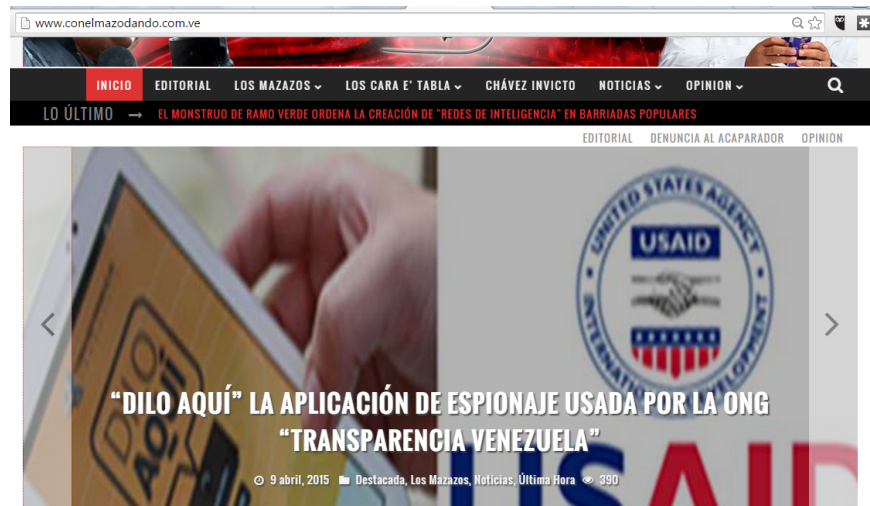 www.conelmazodando.com.ve
INICIO EDITORIAL LOS MAZAZOS LOS CARA E' TABLA CHÁVEZ INVICTO NOTICIAS OPINION
LO ÚLTIMO → EL MONSTRUO DE RAMO VERDE ORDENA LA CREACIÓN DE "REDES DE INTELIGENCIA" EN BARRIADAS POPULARES
EDITORIAL DENUNCIA AL ACAPARADOR OPINION
DILO
AQUÍ
UNITED STATES AGENCY
USAID
INTERNATIONAL DEVELOPMENT
“DILO AQUÍ” LA APLICACIÓN DE ESPIONAJE USADA POR LA ONG
“TRANSPARENCIA VENEZUELA”
9 abril, 2015 Destacada, Los Mazazos, Noticias, Última Hora 390
USAID